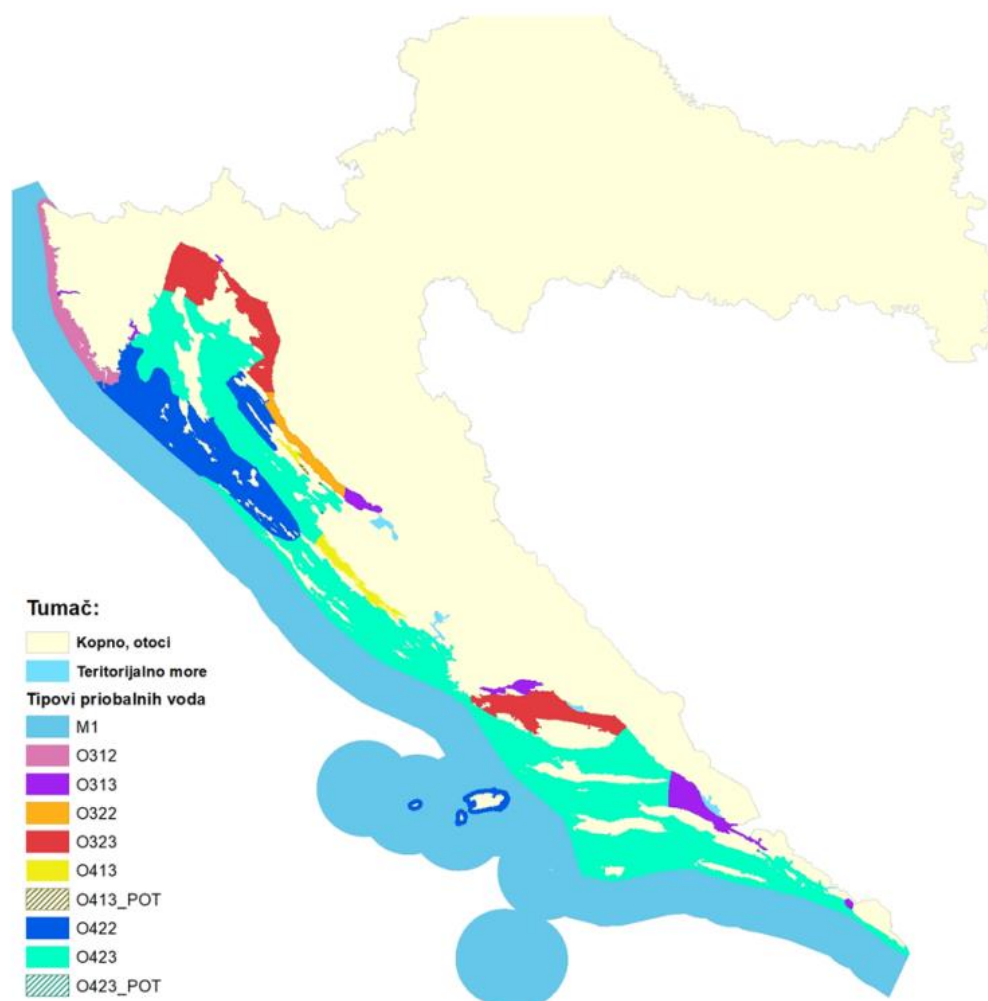 Tumač:
Kopno, otoci
Teritorijalno more
Tipovi priobalnih voda
M1
O312
O313
O322
O323
O413
O413_POT
O422
O423
O423_POT